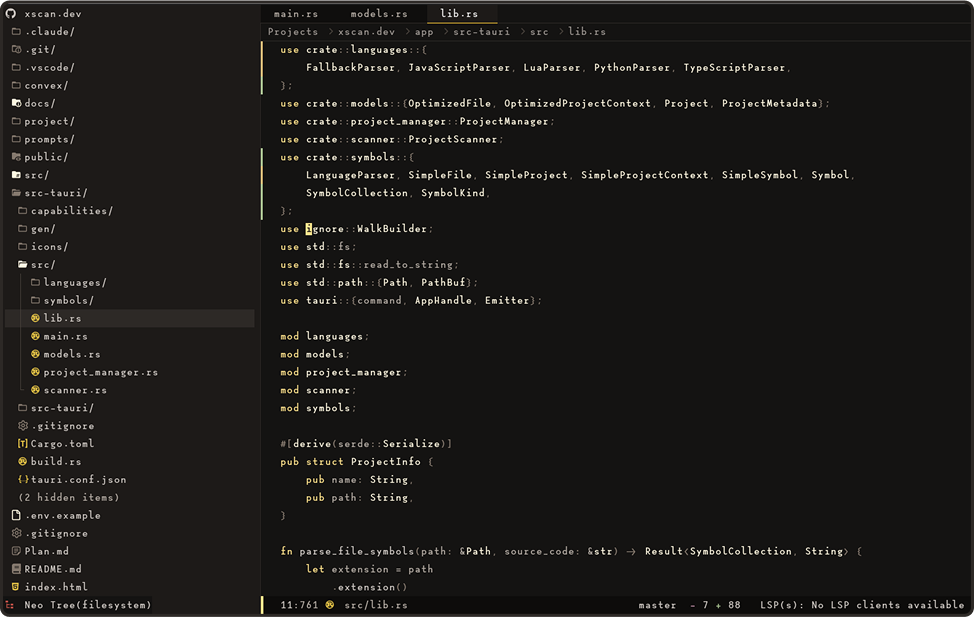 xscan.dev
.claude/
.git/
.vscode/
convex/
docs/
project/
prompts/
public/
src/
src-tauri/
capabilities/
gen/
icons/
src/
languages/
symbols/
lib.rs
main.rs
models.rs
project_manager.rs
scanner.rs
src-tauri/
.gitignore
[T] Cargo.toml
build.rs
{} tauri.conf.json
(2 hidden items)
.env.example
.gitignore
Plan.md
README.md
index.html
Neo Tree(filesystem)
main.rs models.rs lib.rs
Projects > xscan.dev > app > src-tauri > src > lib.rs
use crate::languages::{
FallbackParser, JavaScriptParser, LuaParser, PythonParser, TypeScriptParser,
};
use crate::models::{OptimizedFile, OptimizedProjectContext, Project, ProjectMetadata};
use crate::project_manager::ProjectManager;
use crate::scanner::ProjectScanner;
use crate::symbols::{
LanguageParser, SimpleFile, SimpleProject, SimpleProjectContext, SimpleSymbol, Symbol,
SymbolCollection, SymbolKind,
};
use ignore::WalkBuilder;
use std::fs;
use std::fs::read_to_string;
use std::path::{Path, PathBuf};
use tauri::{command, AppHandle, Emitter};
mod languages;
mod models;
mod project_manager;
mod scanner;
mod symbols;
#[derive(serde::Serialize)]
pub struct ProjectInfo {
pub name: String,
pub path: String,
}
fn parse_file_symbols(path: &Path, source_code: &str) -> Result<SymbolCollection, String> {
let extension = path
.extension()
11:761 src/lib.rs master - 7 + 88 LSP(s): No LSP clients available